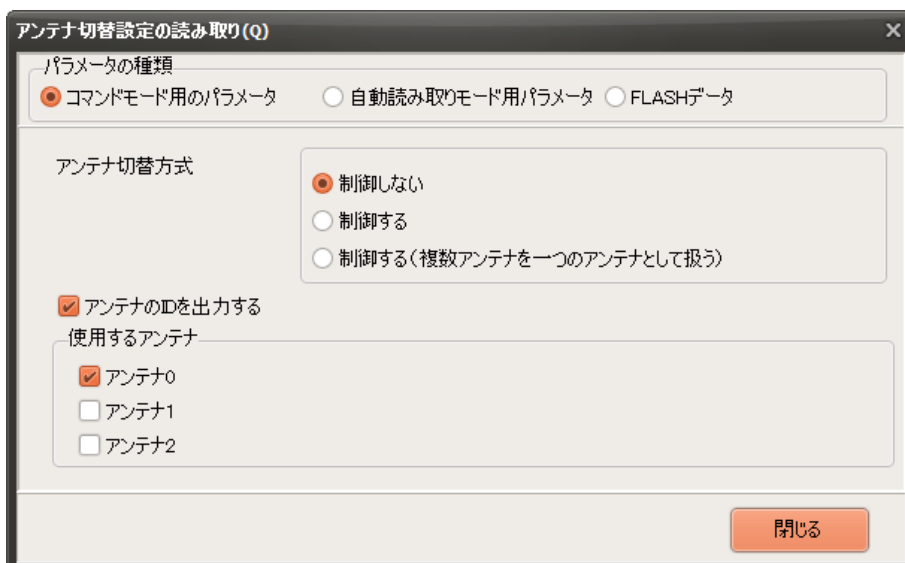 アンテナ切替設定の読み取り(Q)
パラメータの種類
コマンドモード用のパラメータ 自動読み取りモード用パラメータ FLASHデータ
アンテナ切替方式
制御しない
制御する
制御する(複数アンテナを一つのアンテナとして扱う)
アンテナのIDを出力する
使用するアンテナ
アンテナ0
アンテナ1
アンテナ2
閉じる